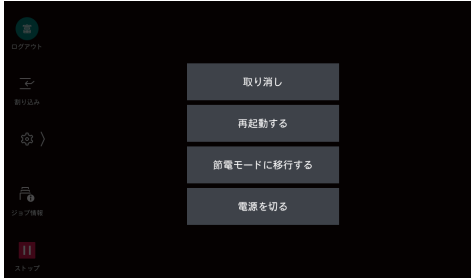 ログアウト
割り込み
ジョブ情報
ストップ
取り消し
再起動する
節電モードに移行する
電源を切る